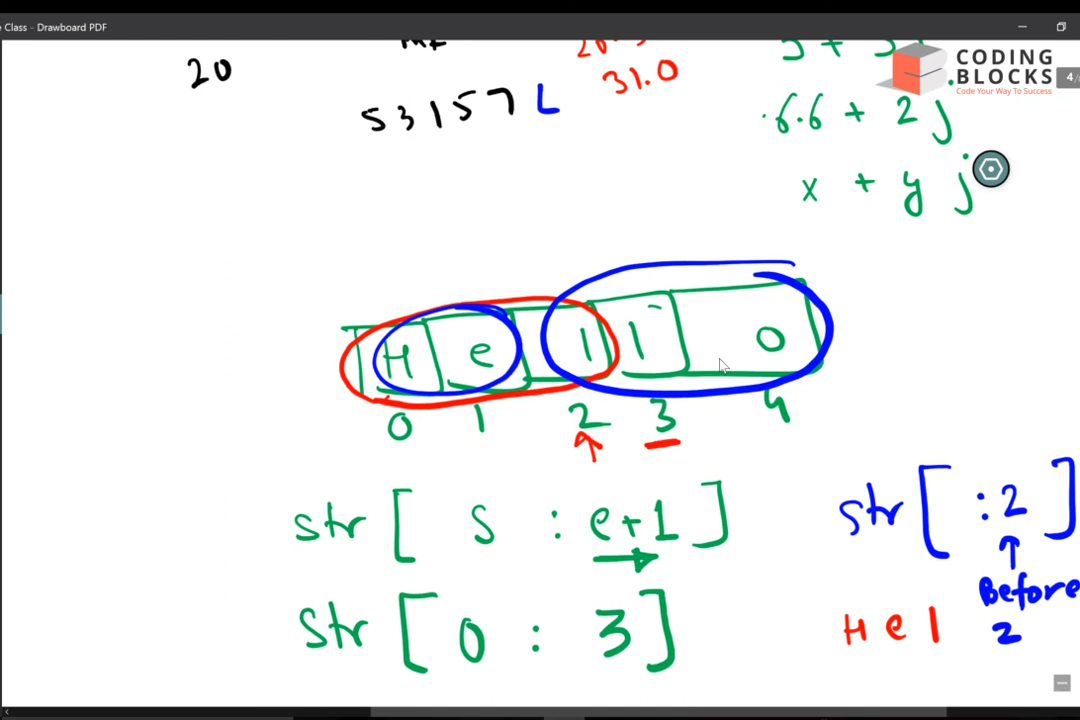 e Class - Drawboard PDF
CODING
BLOCKS
Code Your Way To Success
4/
20
31.0
53157L
6.6 + 2j
x + yj
H e l l o
0 1 2 3 4
str [ s : e+1 ]
str [ :2 ]
Before
2
str [ 0 : 3 ]
H e l